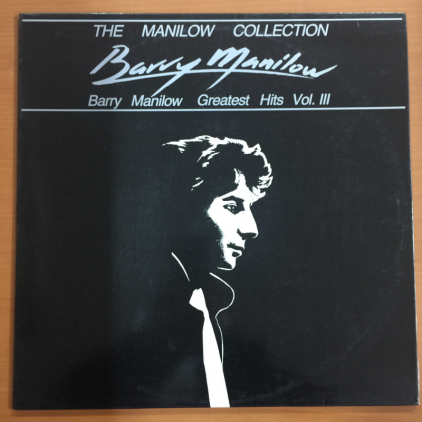 THE MANILOW COLLECTION
Barry Manilow
Barry Manilow Greatest Hits Vol. III